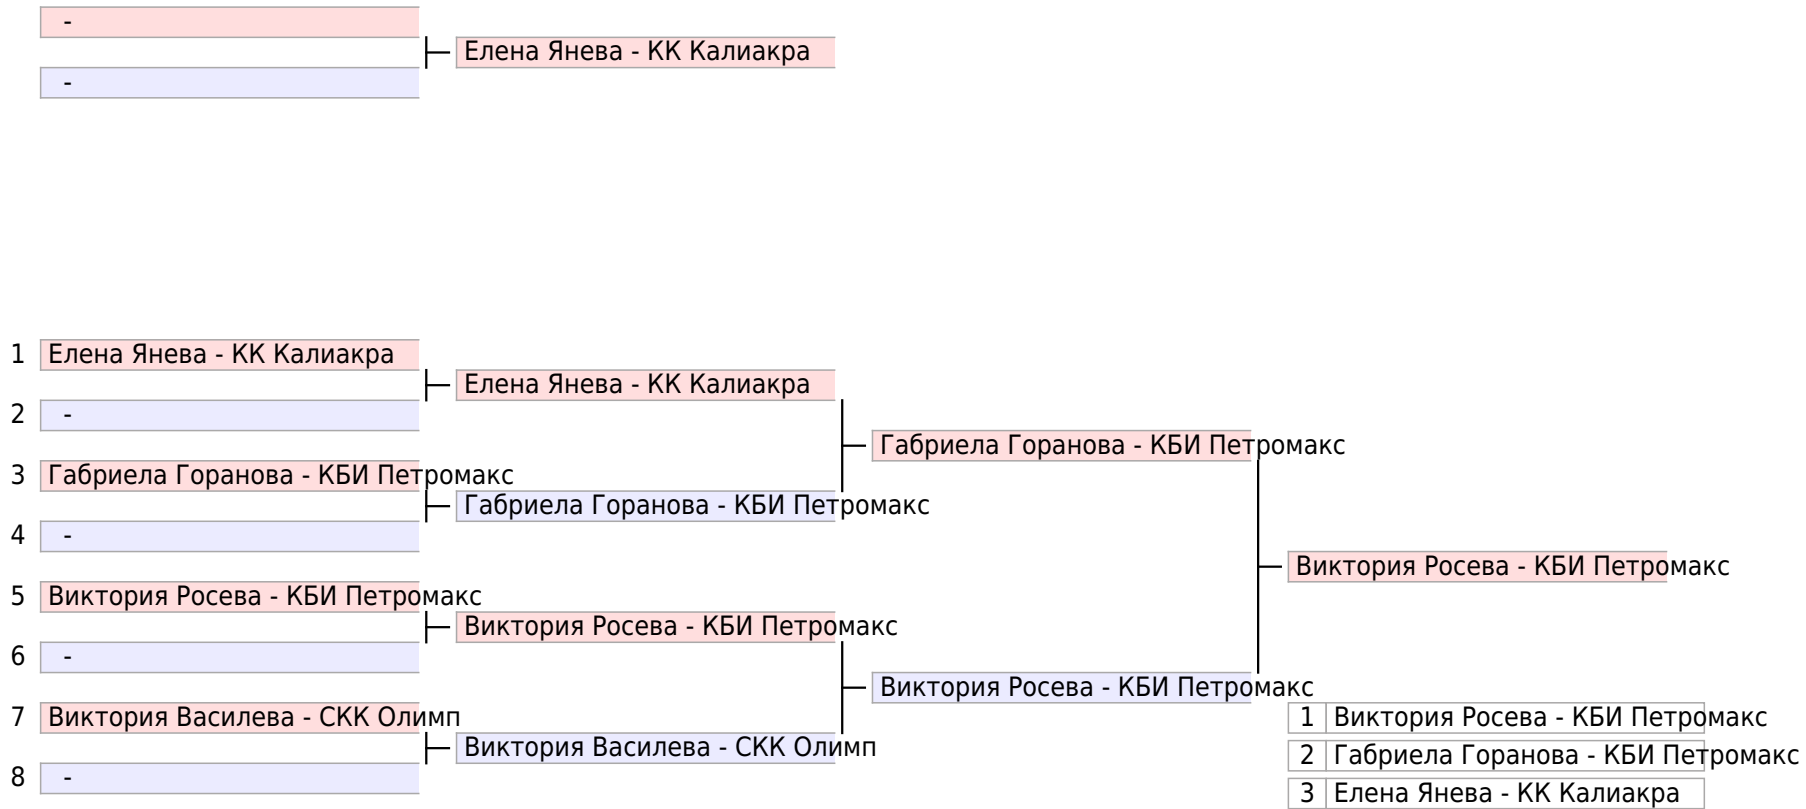 -
Елена Янева - КК Калиакра
-
1 Елена Янева - КК Калиакра
Елена Янева - КК Калиакра
2 -
Габриела Горанова - КБИ Петромакс
3 Габриела Горанова - КБИ Петромакс
Габриела Горанова - КБИ Петромакс
4 -
Виктория Росева - КБИ Петромакс
5 Виктория Росева - КБИ Петромакс
Виктория Росева - КБИ Петромакс
6 -
Виктория Росева - КБИ Петромакс
7 Виктория Василева - СКК Олимп
Виктория Василева - СКК Олимп
8 -
1 Виктория Росева - КБИ Петромакс
2 Габриела Горанова - КБИ Петромакс
3 Елена Янева - КК Калиакра